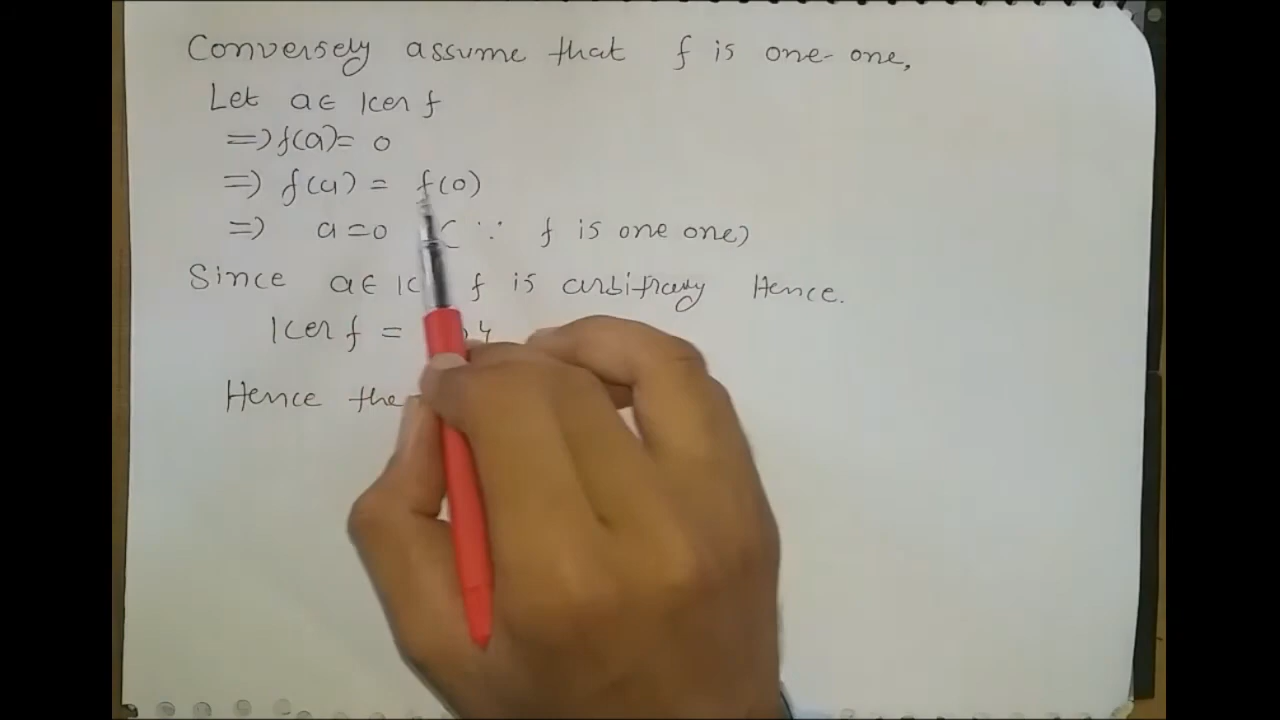 Conversely assume that f is one-one,
Let a ∈ ker f
=> f(a) = 0
=> f(a) = f(0)
=> a = 0 (∵ f is one one)
Since a ∈ f is arbitrary Hence.
ker f =
Hence the